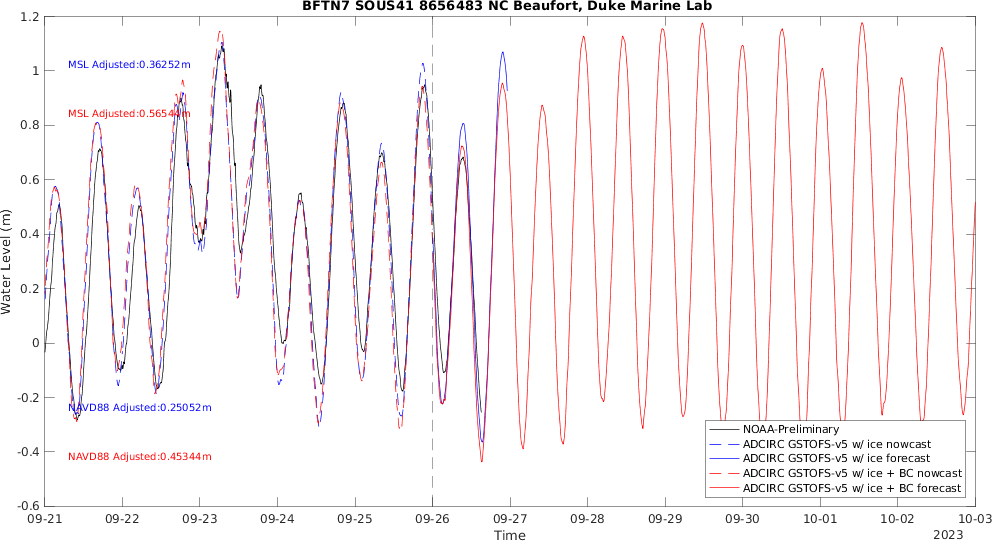 BFTN7 SOUS41 8656483 NC Beaufort, Duke Marine Lab
1.2
1
0.8
0.6
0.4
0.2
0
-0.2
-0.4
-0.6
Water Level (m)
MSL Adjusted:0.36252m
MSL Adjusted:0.56544m
NAVD88 Adjusted:0.25052m
NAVD88 Adjusted:0.45344m
NOAA-Preliminary
ADCIRC GSTOFS-v5 w/ ice nowcast
ADCIRC GSTOFS-v5 w/ ice forecast
ADCIRC GSTOFS-v5 w/ ice + BC nowcast
ADCIRC GSTOFS-v5 w/ ice + BC forecast
09-21 09-22 09-23 09-24 09-25 09-26 09-27 09-28 09-29 09-30 10-01 10-02 10-03
Time
2023